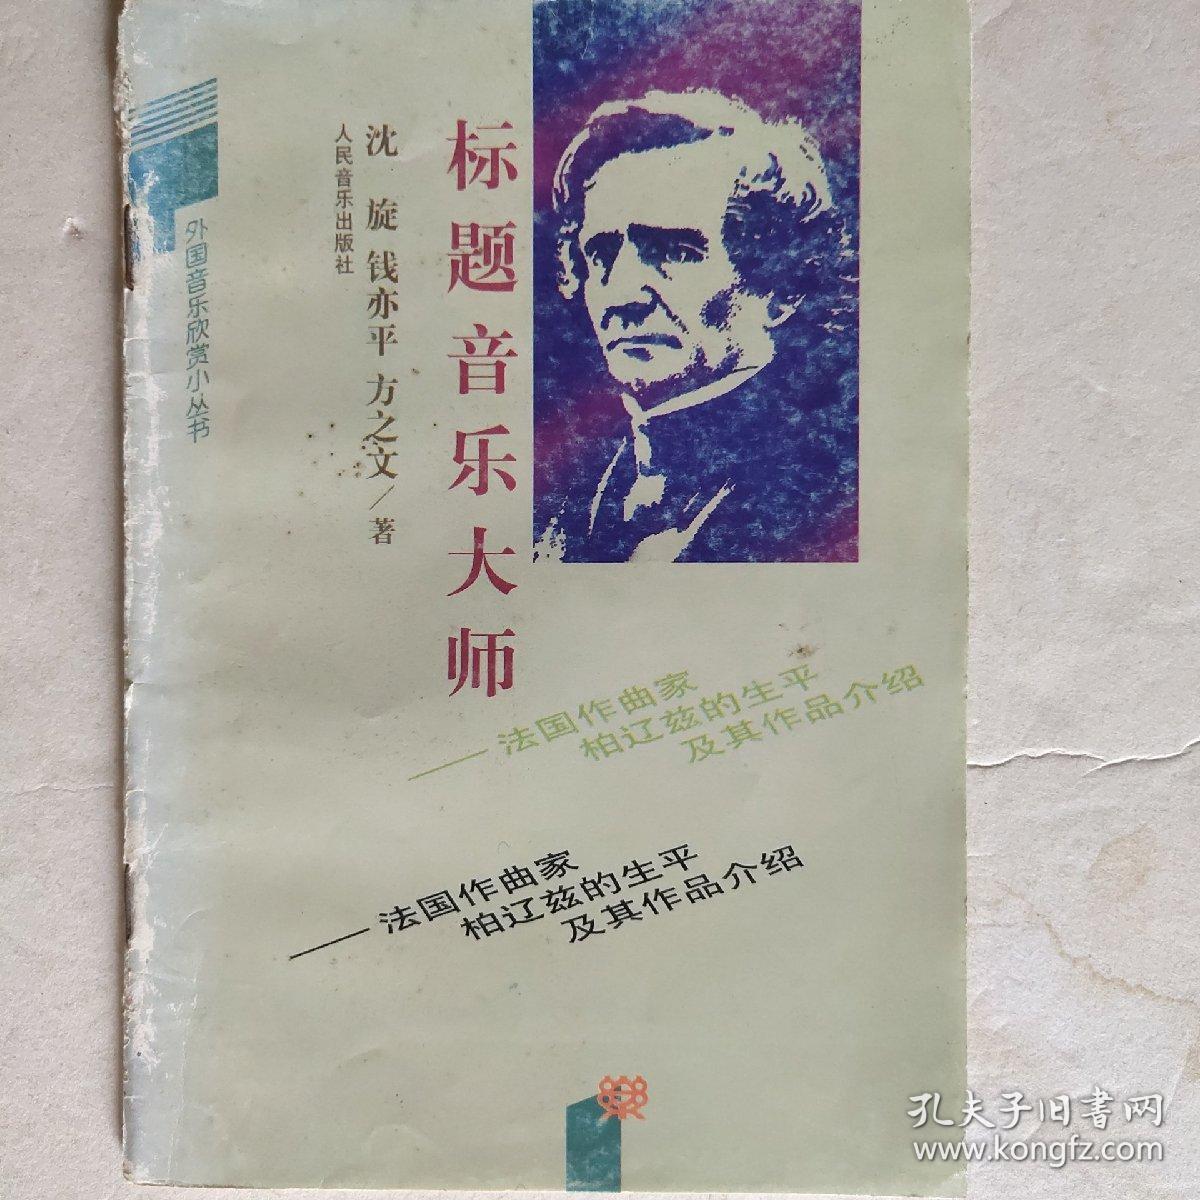 标题音乐大师
沈 旋 钱亦平 方之文/著
人民音乐出版社
外国音乐欣赏小丛书
——法国作曲家
柏辽兹的生平
及其作品介绍
——法国作曲家
柏辽兹的生平
及其作品介绍
孔夫子旧書网
www.kongfz.com